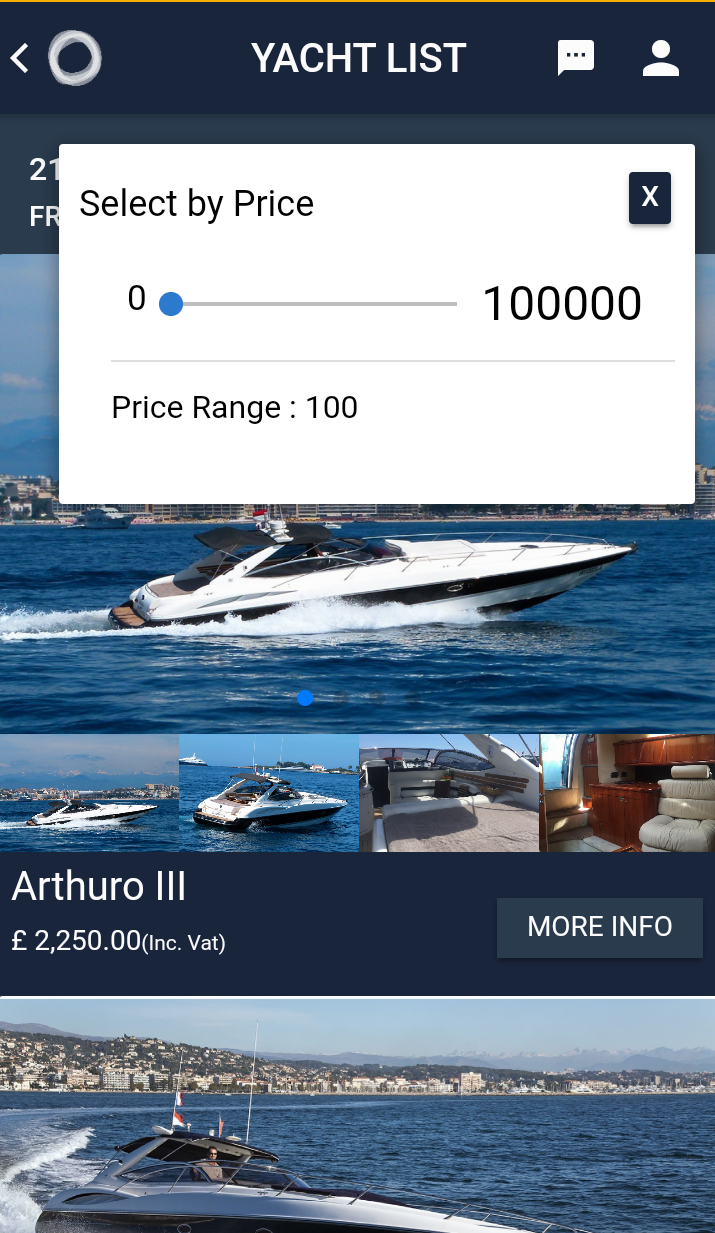 YACHT LIST
21
FR
Select by Price
X
0
100000
Price Range : 100
Arthuro III
£ 2,250.00(Inc. Vat)
MORE INFO